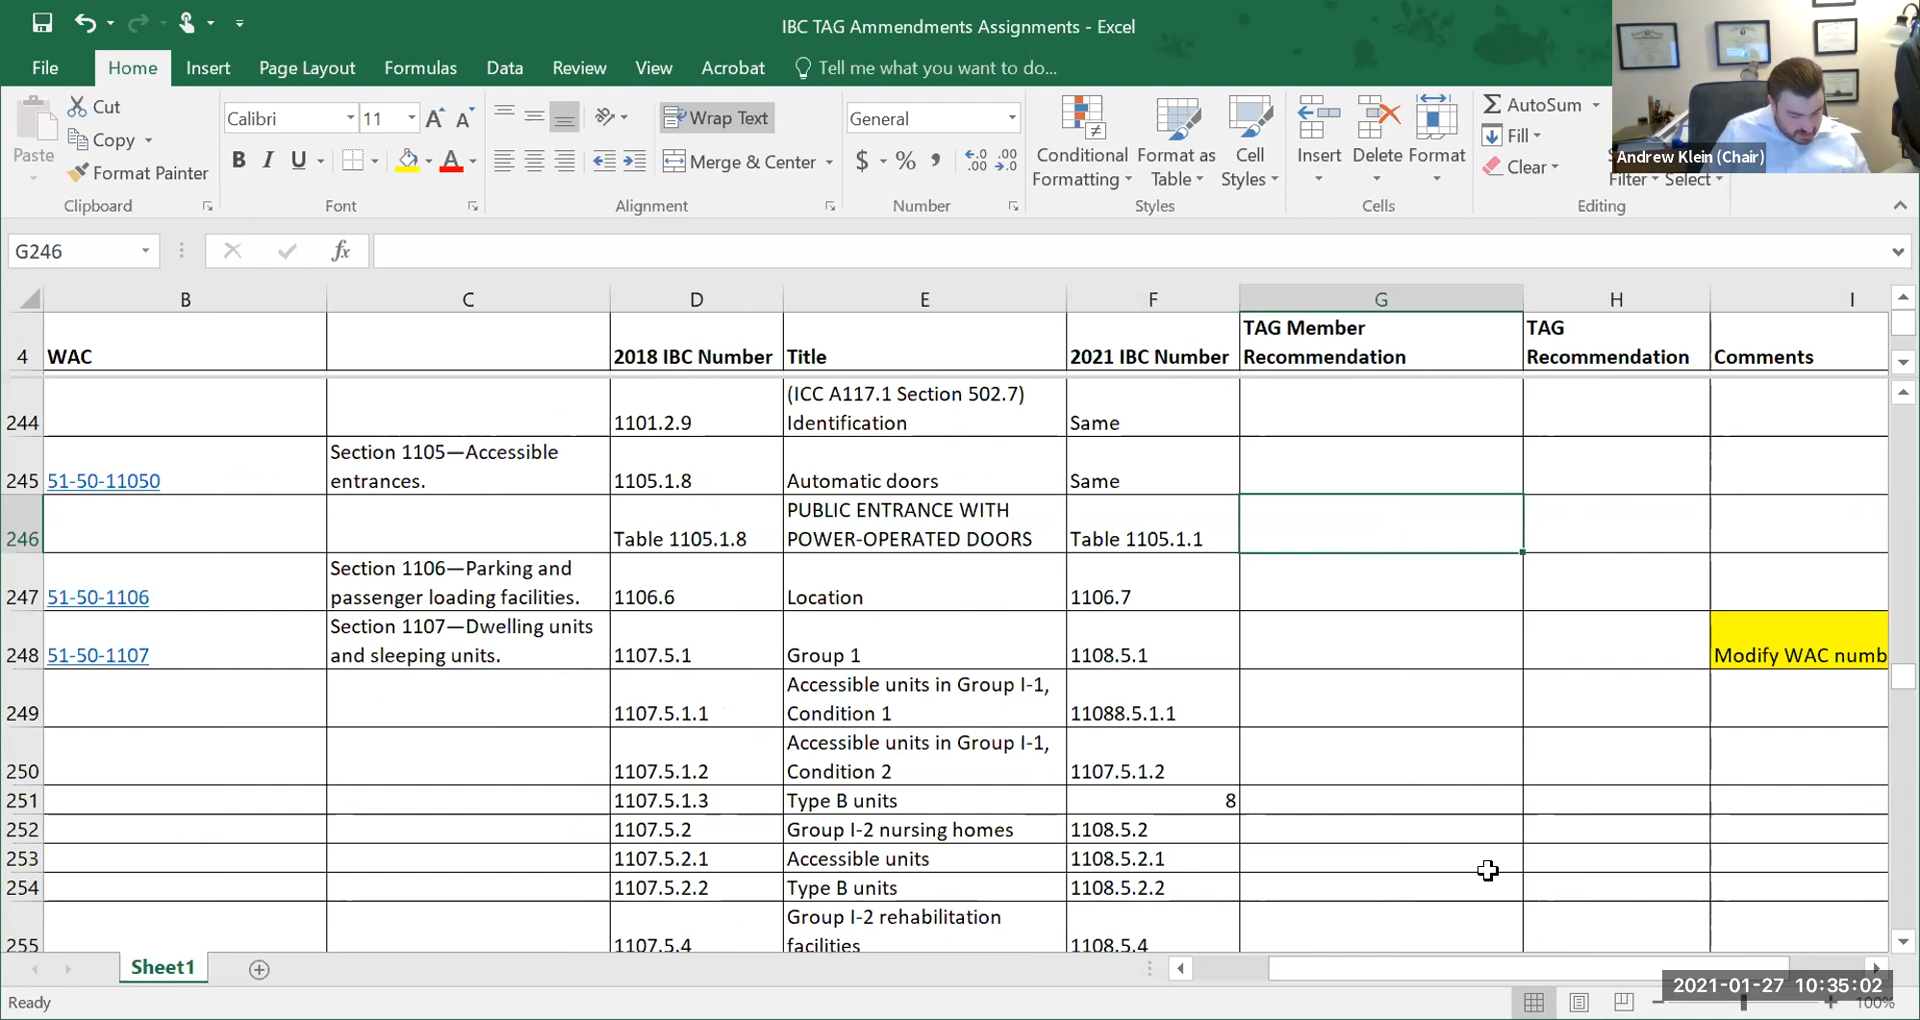 IBC TAG Ammendments Assignments - Excel
File Home Insert Page Layout Formulas Data Review View Acrobat Tell me what you want to do...
Paste
Cut
Copy
Format Painter
Clipboard
Calibri 11
B I U
Font
Wrap Text
Merge & Center
Alignment
General
$ %
Number
Conditional Formatting
Format as Table
Cell Styles
Styles
Insert Delete Format
Cells
AutoSum
Fill
Clear
Filter Select
Editing
Andrew Klein (Chair)
G246 fx
B C D E F G H I
4 WAC 2018 IBC Number Title 2021 IBC Number TAG Member Recommendation TAG Recommendation Comments
244 1101.2.9 (ICC A117.1 Section 502.7) Identification Same
245 51-50-11050 Section 1105—Accessible entrances. 1105.1.8 Automatic doors Same
246 Table 1105.1.8 PUBLIC ENTRANCE WITH POWER-OPERATED DOORS Table 1105.1.1
247 51-50-1106 Section 1106—Parking and passenger loading facilities. 1106.6 Location 1106.7
248 51-50-1107 Section 1107—Dwelling units and sleeping units. 1107.5.1 Group 1 1108.5.1 Modify WAC numb
249 1107.5.1.1 Accessible units in Group I-1, Condition 1 11088.5.1.1
250 1107.5.1.2 Accessible units in Group I-1, Condition 2 1107.5.1.2
251 1107.5.1.3 Type B units 8
252 1107.5.2 Group I-2 nursing homes 1108.5.2
253 1107.5.2.1 Accessible units 1108.5.2.1
254 1107.5.2.2 Type B units 1108.5.2.2
255 1107.5.4 Group I-2 rehabilitation facilities 1108.5.4
Sheet1
2021-01-27 10:35:02
Ready 100%